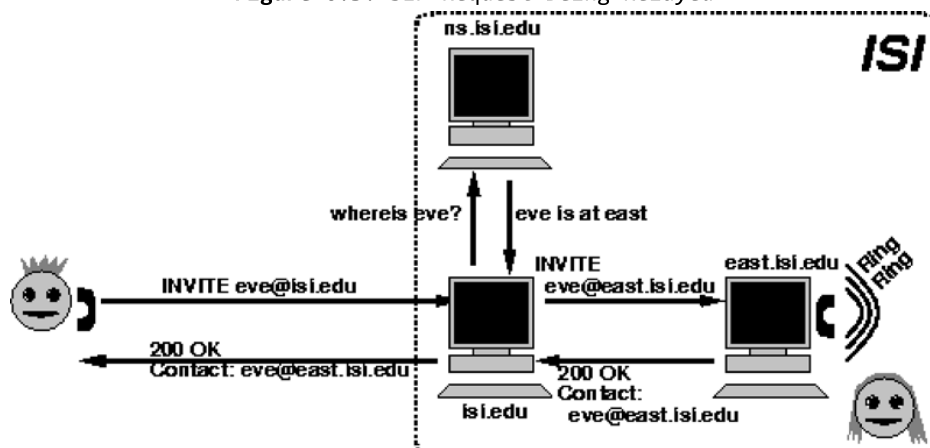 ns.isi.edu
ISI
whereis eve?
eve is at east
INVITE eve@isi.edu
INVITE
eve@east.isi.edu
east.isi.edu
Ring
Ring
200 OK
Contact: eve@east.isi.edu
isi.edu
200 OK
Contact:
eve@east.isi.edu